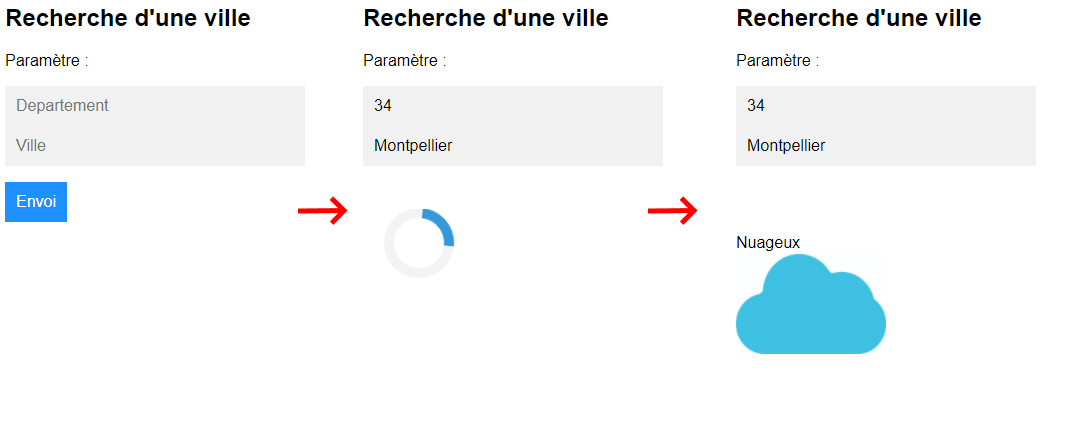 Recherche d'une ville
Paramètre :
Departement
Ville
Envoi
Recherche d'une ville
Paramètre :
34
Montpellier
Recherche d'une ville
Paramètre :
34
Montpellier
Nuageux